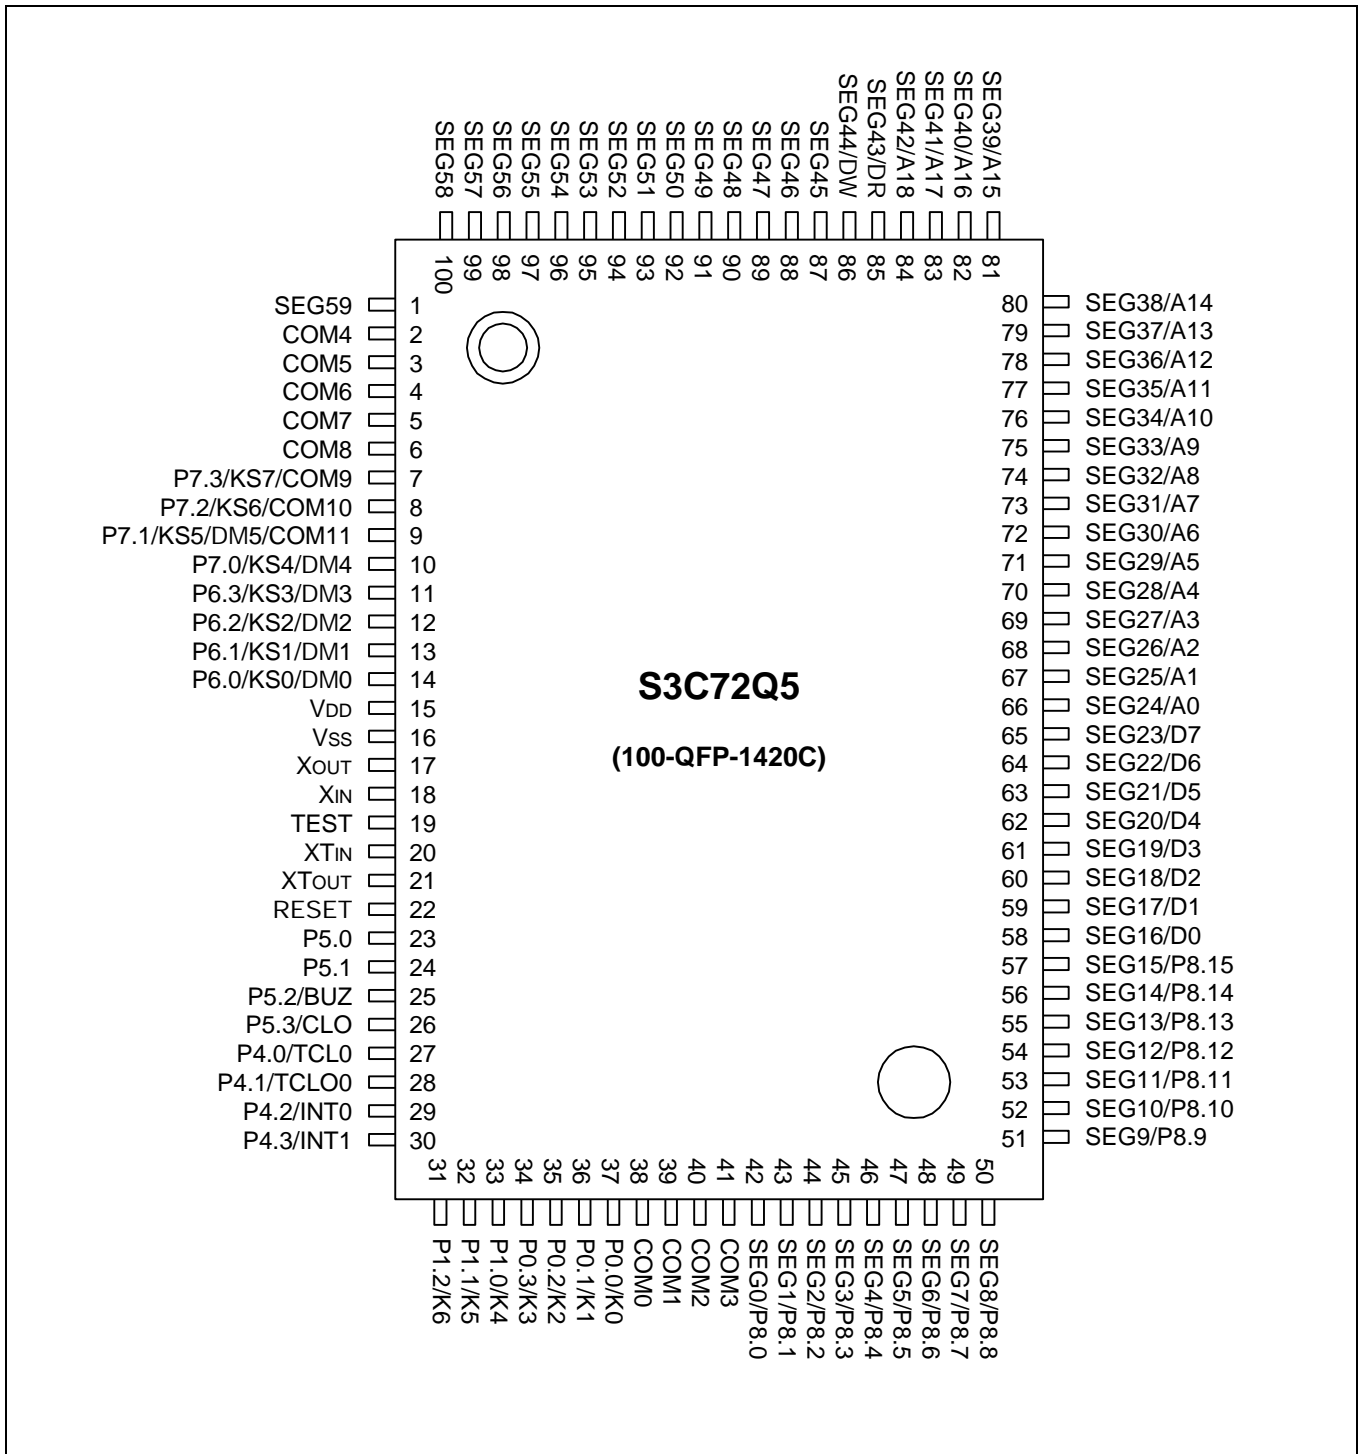 SEG58
SEG57
SEG56
SEG55
SEG54
SEG53
SEG52
SEG51
SEG50
SEG49
SEG48
SEG47
SEG46
SEG45
SEG44/DW
SEG43/DR
SEG42/A18
SEG41/A17
SEG40/A16
SEG39/A15
100
99
98
97
96
95
94
93
92
91
90
89
88
87
86
85
84
83
82
81
SEG59 1
COM4 2
COM5 3
COM6 4
COM7 5
COM8 6
P7.3/KS7/COM9 7
P7.2/KS6/COM10 8
P7.1/KS5/DM5/COM11 9
P7.0/KS4/DM4 10
P6.3/KS3/DM3 11
P6.2/KS2/DM2 12
P6.1/KS1/DM1 13
P6.0/KS0/DM0 14
VDD 15
VSS 16
XOUT 17
XIN 18
TEST 19
XTIN 20
XTOUT 21
RESET 22
P5.0 23
P5.1 24
P5.2/BUZ 25
P5.3/CLO 26
P4.0/TCL0 27
P4.1/TCLO0 28
P4.2/INT0 29
P4.3/INT1 30
S3C72Q5
(100-QFP-1420C)
80 SEG38/A14
79 SEG37/A13
78 SEG36/A12
77 SEG35/A11
76 SEG34/A10
75 SEG33/A9
74 SEG32/A8
73 SEG31/A7
72 SEG30/A6
71 SEG29/A5
70 SEG28/A4
69 SEG27/A3
68 SEG26/A2
67 SEG25/A1
66 SEG24/A0
65 SEG23/D7
64 SEG22/D6
63 SEG21/D5
62 SEG20/D4
61 SEG19/D3
60 SEG18/D2
59 SEG17/D1
58 SEG16/D0
57 SEG15/P8.15
56 SEG14/P8.14
55 SEG13/P8.13
54 SEG12/P8.12
53 SEG11/P8.11
52 SEG10/P8.10
51 SEG9/P8.9
31
32
33
34
35
36
37
38
39
40
41
42
43
44
45
46
47
48
49
50
P1.2/K6
P1.1/K5
P1.0/K4
P0.3/K3
P0.2/K2
P0.1/K1
P0.0/K0
COM0
COM1
COM2
COM3
SEG0/P8.0
SEG1/P8.1
SEG2/P8.2
SEG3/P8.3
SEG4/P8.4
SEG5/P8.5
SEG6/P8.6
SEG7/P8.7
SEG8/P8.8